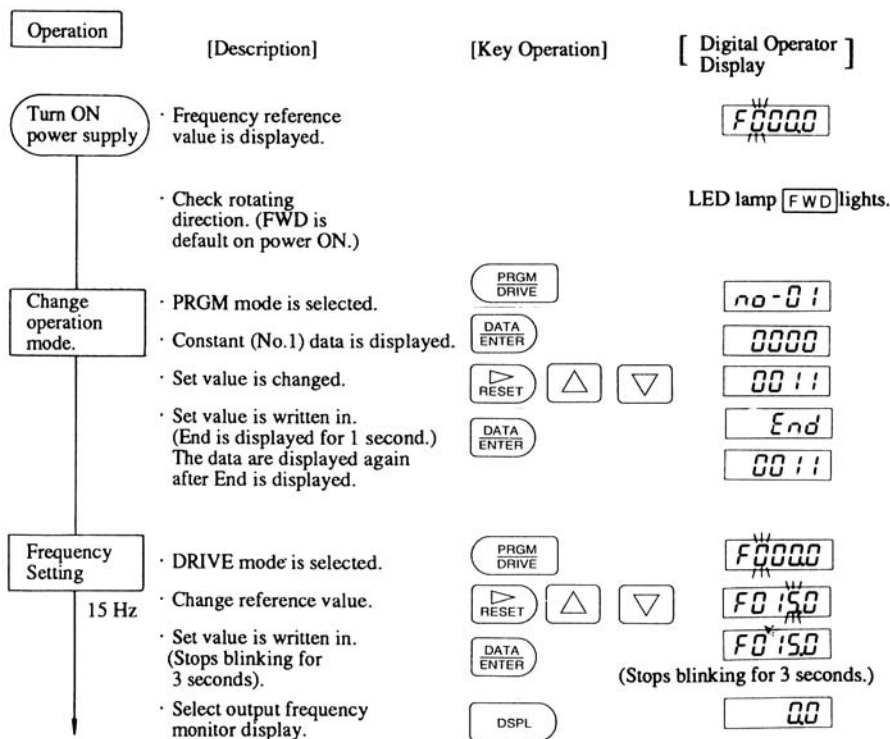 Operation
[Description]
[Key Operation]
[ Digital Operator
Display ]
Turn ON
power supply
· Frequency reference
value is displayed.
F000.0
· Check rotating
direction. (FWD is
default on power ON.)
LED lamp FWD lights.
Change
operation
mode.
· PRGM mode is selected.
PRGM
DRIVE
no-01
· Constant (No.1) data is displayed.
DATA
ENTER
0000
· Set value is changed.
RESET
0011
· Set value is written in.
(End is displayed for 1 second.)
The data are displayed again
after End is displayed.
DATA
ENTER
End
0011
Frequency
Setting
15 Hz
· DRIVE mode is selected.
PRGM
DRIVE
F000.0
· Change reference value.
RESET
F015.0
· Set value is written in.
(Stops blinking for
3 seconds).
DATA
ENTER
F015.0
(Stops blinking for 3 seconds.)
· Select output frequency
monitor display.
DSPL
0.0